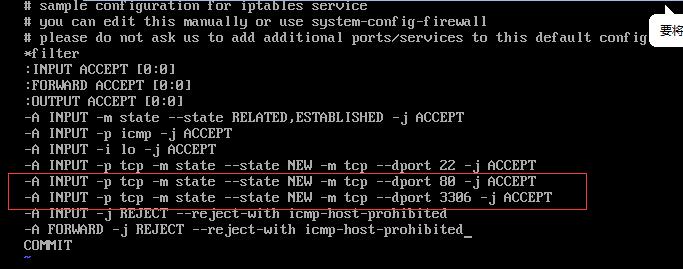 # sample configuration for iptables service
# you can edit this manually or use system-config-firewall
# please do not ask us to add additional ports/services to this default config
*filter
:INPUT ACCEPT [0:0]
:FORWARD ACCEPT [0:0]
:OUTPUT ACCEPT [0:0]
-A INPUT -m state --state RELATED,ESTABLISHED -j ACCEPT
-A INPUT -p icmp -j ACCEPT
-A INPUT -i lo -j ACCEPT
-A INPUT -p tcp -m state --state NEW -m tcp --dport 22 -j ACCEPT
-A INPUT -p tcp -m state --state NEW -m tcp --dport 80 -j ACCEPT
-A INPUT -p tcp -m state --state NEW -m tcp --dport 3306 -j ACCEPT
-A INPUT -j REJECT --reject-with icmp-host-prohibited
-A FORWARD -j REJECT --reject-with icmp-host-prohibited_
COMMIT
~
要将